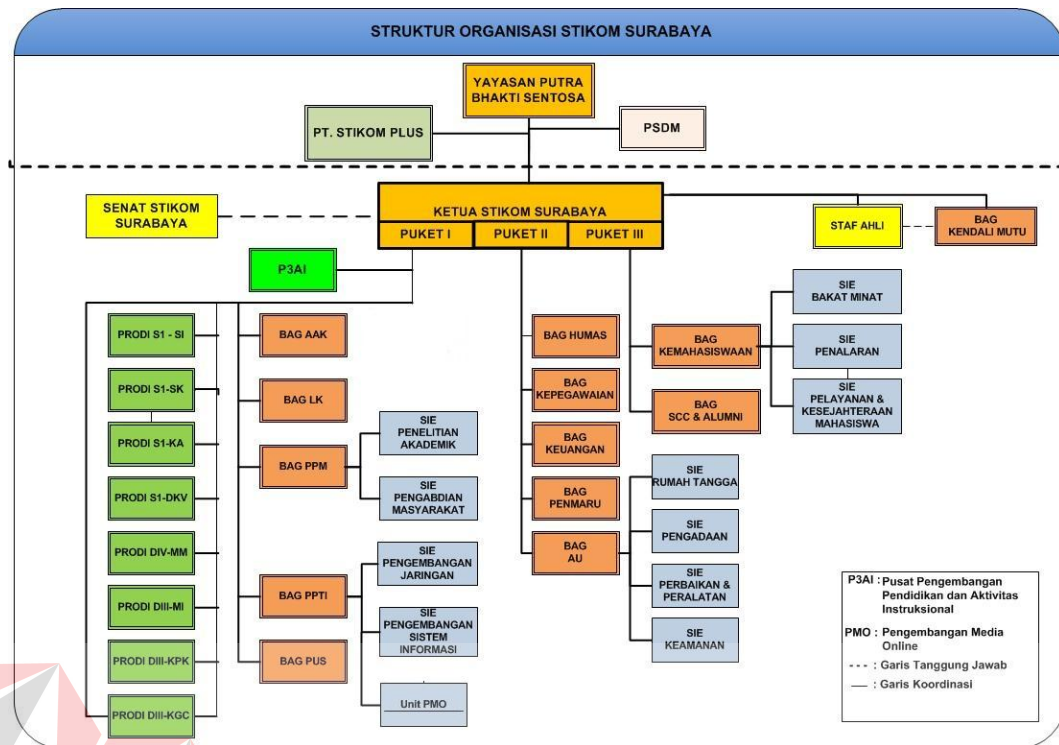 STRUKTUR ORGANISASI STIKOM SURABAYA
YAYASAN PUTRA
BHAKTI SENTOSA
PT. STIKOM PLUS
PSDM
SENAT STIKOM
SURABAYA
KETUA STIKOM SURABAYA
PUKET I
PUKET II
PUKET III
STAF AHLI
BAG
KENDALI MUTU
P3AI
PRODI S1 - SI
PRODI S1-SK
PRODI S1-KA
PRODI S1-DKV
PRODI DIV-MM
PRODI DIII-MI
PRODI DIII-KPK
PRODI DIII-KGC
BAG AAK
BAG LK
BAG PPM
BAG PPTI
BAG PUS
SIE
PENELITIAN
AKADEMIK
SIE
PENGABDIAN
MASYARAKAT
SIE
PENGEMBANGAN
JARINGAN
SIE
PENGEMBANGAN
SISTEM
INFORMASI
Unit PMO
BAG HUMAS
BAG
KEPEGAWAIAN
BAG
KEUANGAN
BAG
PENMARU
BAG
AU
BAG
KEMAHASISWAAN
BAG
SCC & ALUMNI
SIE
RUMAH TANGGA
SIE
PENGADAAN
SIE
PERBAIKAN &
PERALATAN
SIE
KEAMANAN
SIE
BAKAT MINAT
SIE
PENALARAN
SIE
PELAYANAN &
KESEJAHTERAAN
MAHASISWA
P3AI : Pusat Pengembangan
Pendidikan dan Aktivitas
Instruksional
PMO : Pengembangan Media
Online
- - - : Garis Tanggung Jawab
— : Garis Koordinasi